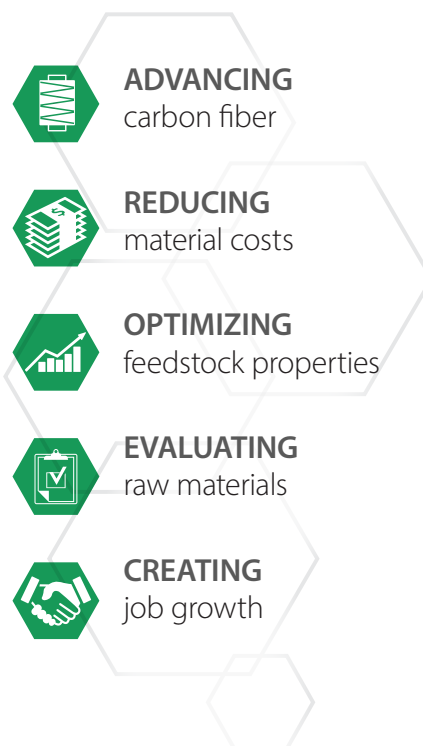 ADVANCING
carbon fiber
REDUCING
material costs
OPTIMIZING
feedstock properties
EVALUATING
raw materials
CREATING
job growth